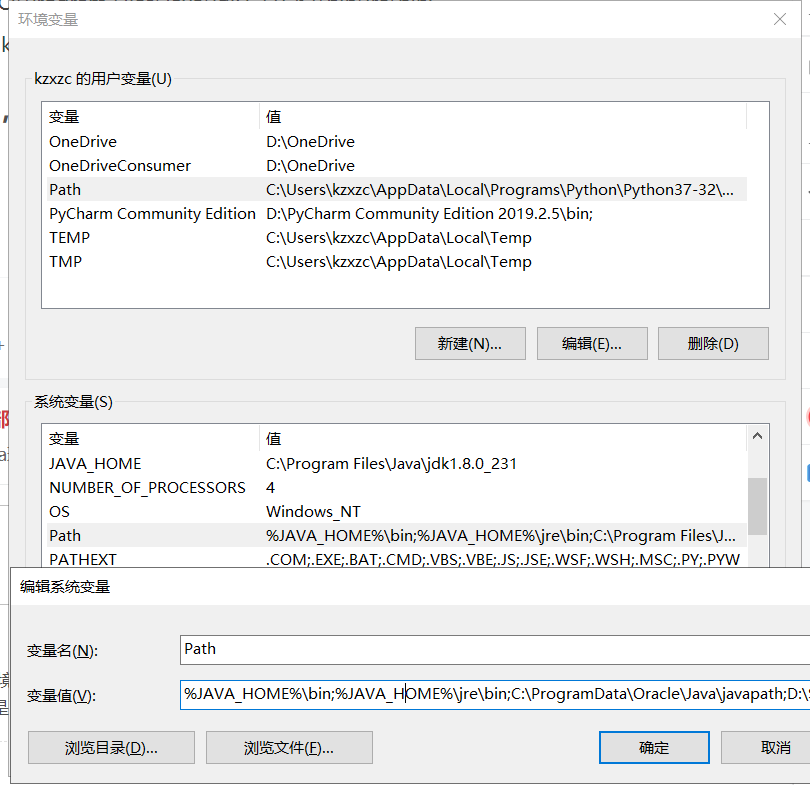 环境变量
kzxzc 的用户变量(U)
变量 值
OneDrive D:\OneDrive
OneDriveConsumer D:\OneDrive
Path C:\Users\kzxzc\AppData\Local\Programs\Python\Python37-32\...
PyCharm Community Edition D:\PyCharm Community Edition 2019.2.5\bin;
TEMP C:\Users\kzxzc\AppData\Local\Temp
TMP C:\Users\kzxzc\AppData\Local\Temp
新建(N)... 编辑(E)... 删除(D)
系统变量(S)
变量 值
JAVA_HOME C:\Program Files\Java\jdk1.8.0_231
NUMBER_OF_PROCESSORS 4
OS Windows_NT
Path %JAVA_HOME%\bin;%JAVA_HOME%\jre\bin;C:\Program Files\J...
PATHEXT .COM;.EXE;.BAT;.CMD;.VBS;.VBE;.JS;.JSE;.WSF;.WSH;.MSC;.PY;.PYW
编辑系统变量
变量名(N): Path
变量值(V): %JAVA_HOME%\bin;%JAVA_HOME%\jre\bin;C:\ProgramData\Oracle\Java\javapath;D:\
浏览目录(D)... 浏览文件(F)... 确定 取消